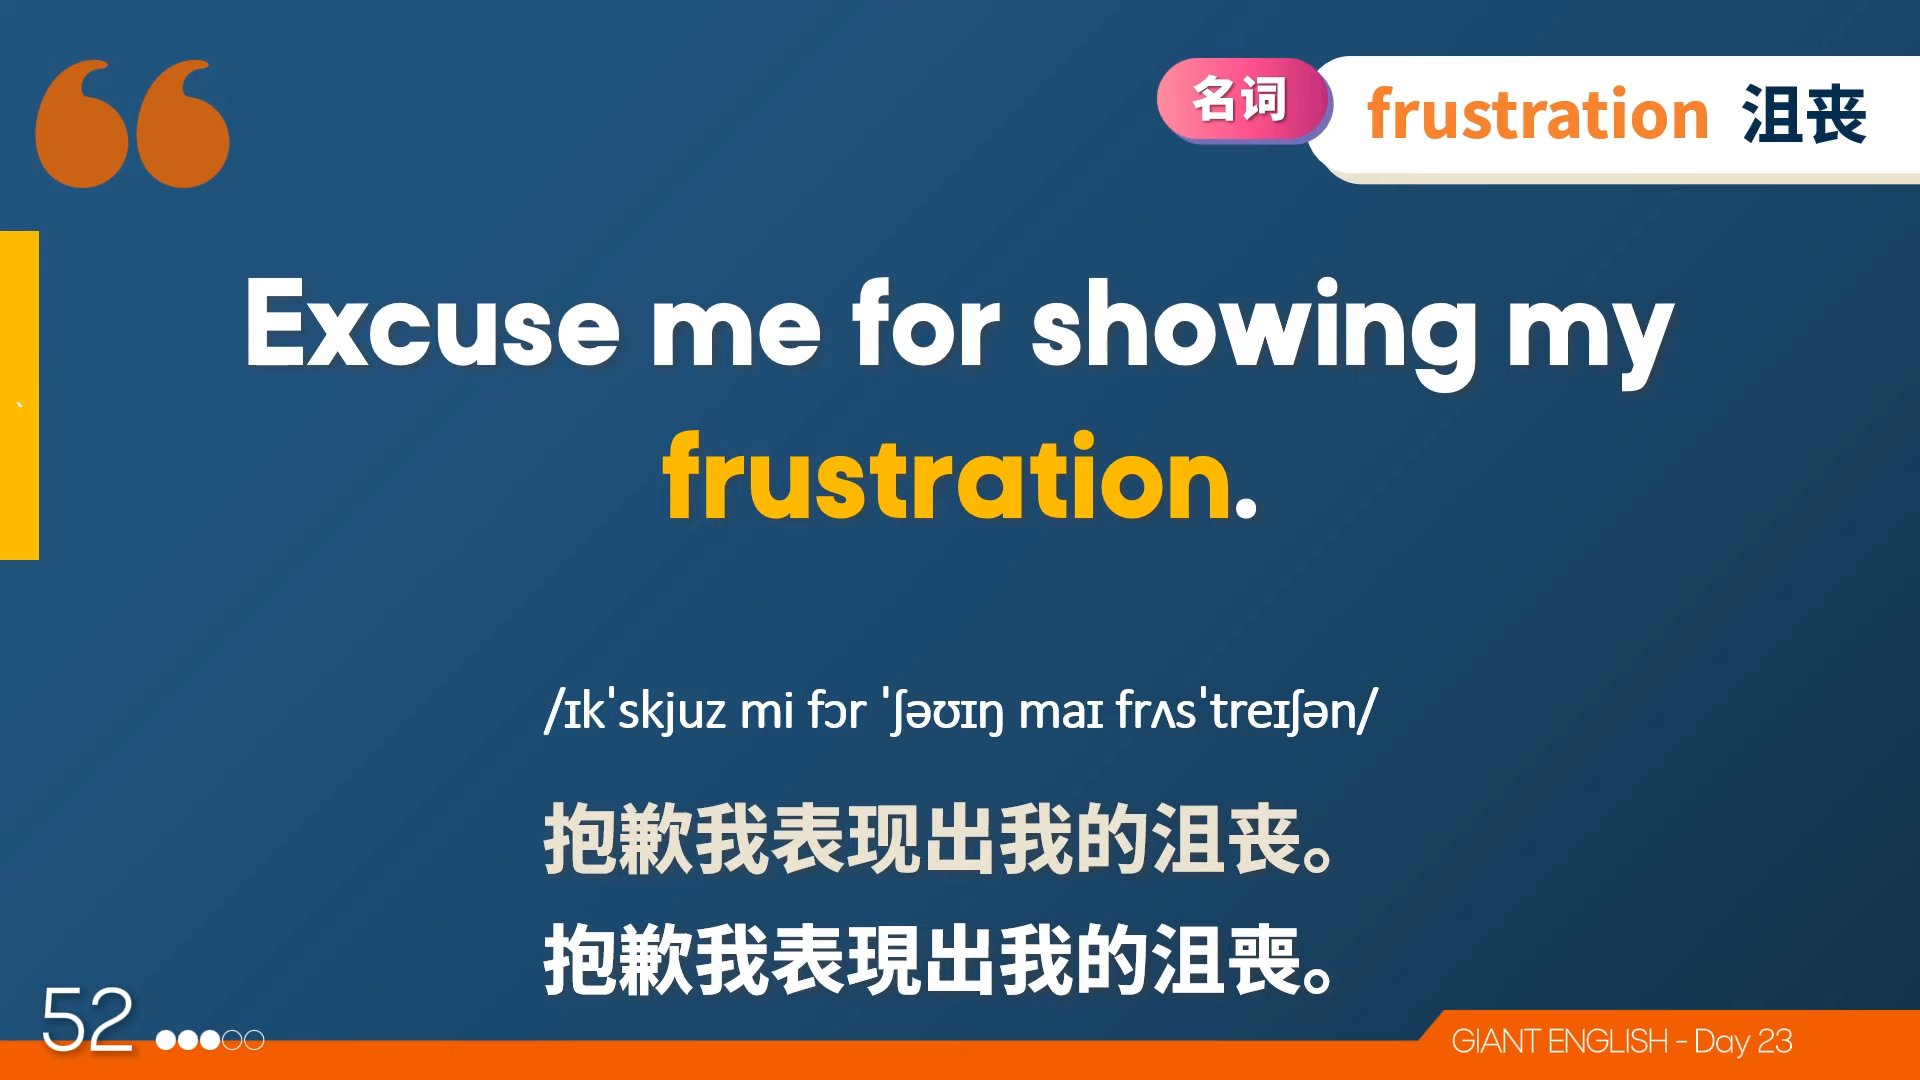 名词 frustration 沮丧
Excuse me for showing my
frustration.
/ɪkˈskjuz mi fɔr ˈʃəʊɪŋ maɪ frʌsˈtreɪʃən/
抱歉我表现出我的沮丧。
抱歉我表現出我的沮喪。
52
GIANT ENGLISH - Day 23